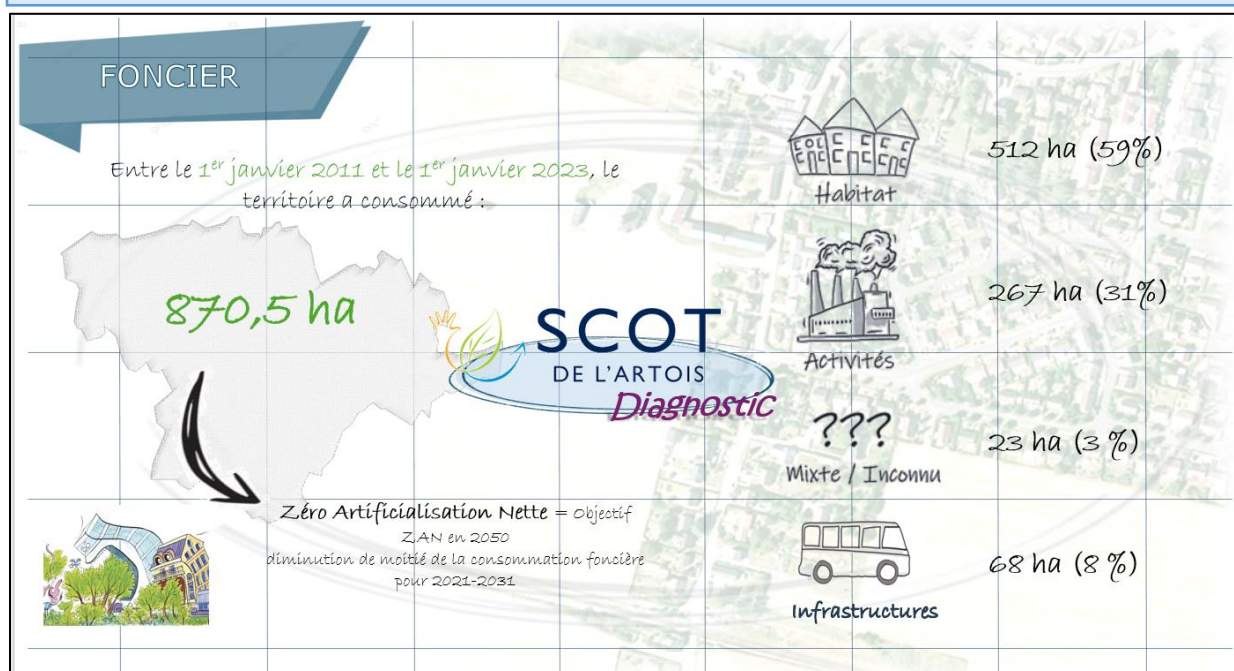 FONCIER
Entre le 1er janvier 2011 et le 1er janvier 2023, le
territoire a consommé :
870,5 ha
SCOT
DE L'ARTOIS
Diagnostic
Zéro Artificialisation Nette = Objectif
ZAN en 2050
diminution de moitié de la consommation foncière
pour 2021-2031
Habitat
512 ha (59%)
Activités
267 ha (31%)
???
Mixte / Inconnu
23 ha (3 %)
Infrastructures
68 ha (8 %)